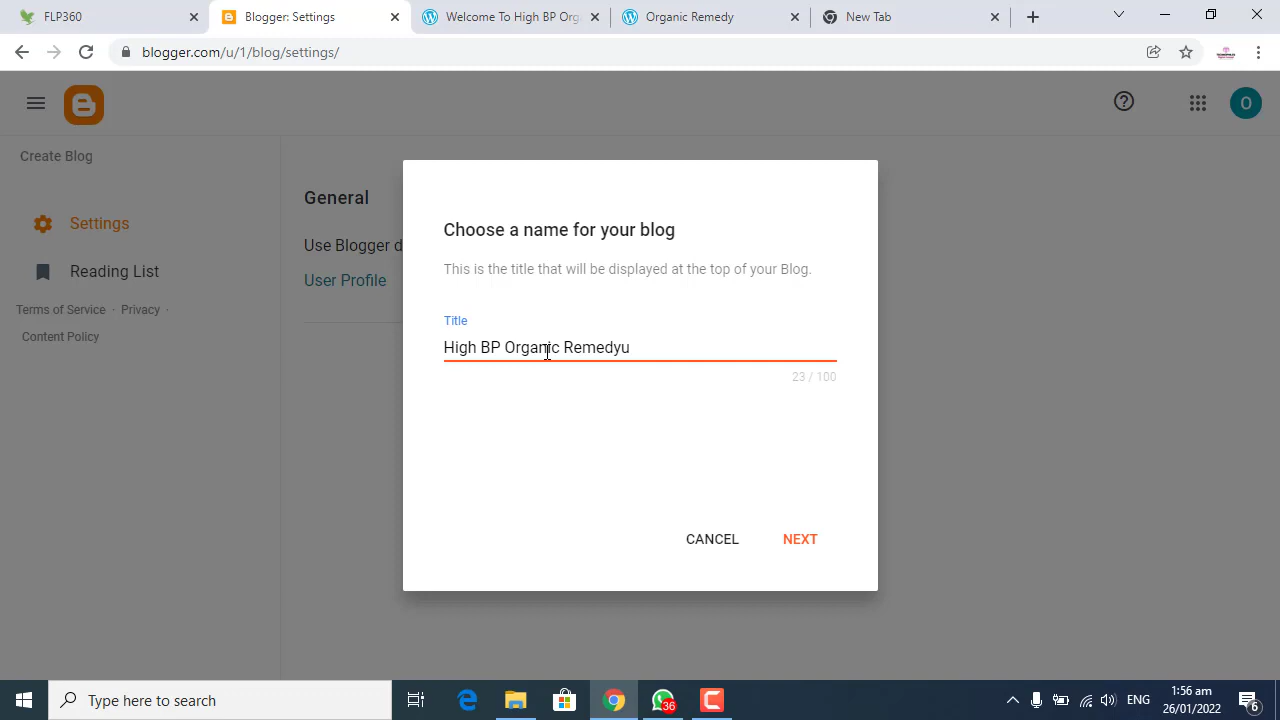 FLP360
Blogger: Settings
Welcome To High BP Org
Organic Remedy
New Tab
blogger.com/u/1/blog/settings/
O
Create Blog
Settings
Reading List
Terms of Service · Privacy ·
Content Policy
General
Use Blogger d
User Profile
Choose a name for your blog
This is the title that will be displayed at the top of your Blog.
Title
High BP Organic Remedyu
23 / 100
CANCEL
NEXT
Type here to search
36
ENG
1:56 am
26/01/2022
6